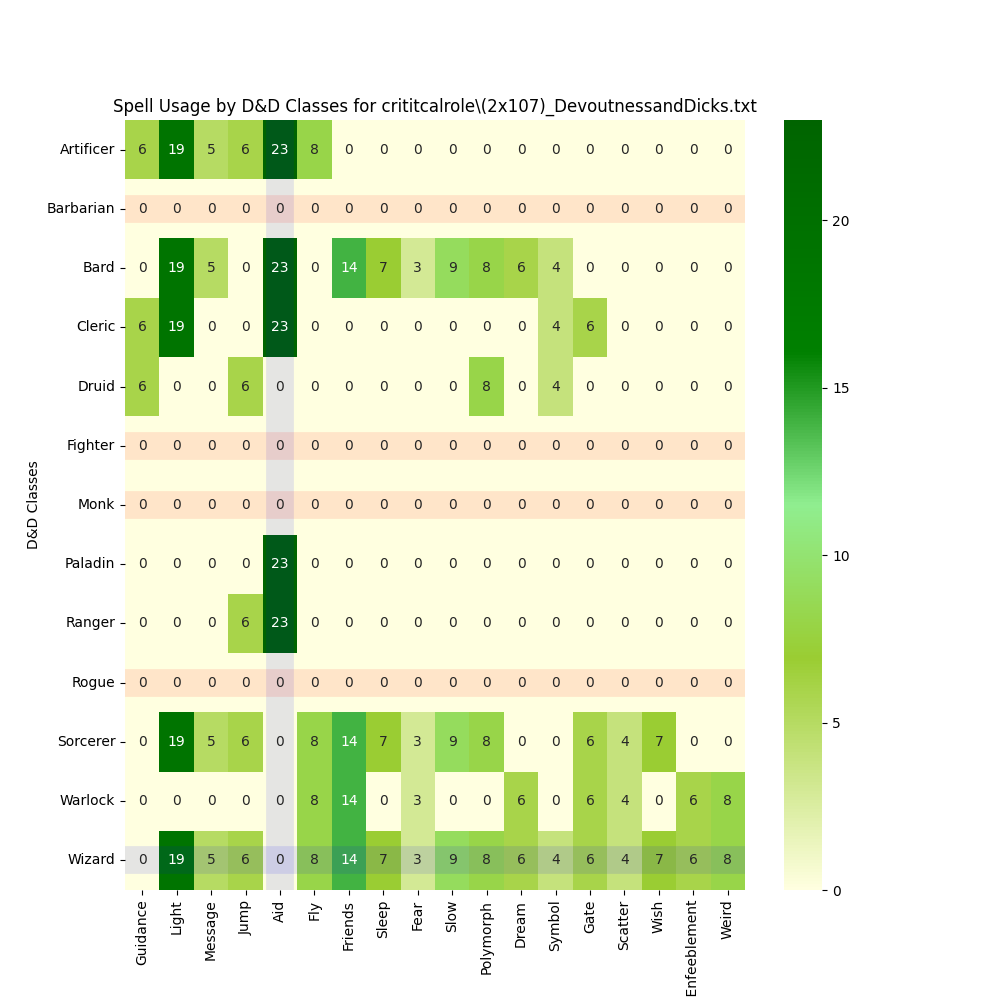 Spell Usage by D&D Classes for crititcalrole\(2x107)_DevoutnessandDicks.txt
Artificer 6 19 5 6 23 8 0 0 0 0 0 0 0 0 0 0 0 0
Barbarian 0 0 0 0 0 0 0 0 0 0 0 0 0 0 0 0 0 0
Bard 0 19 5 0 23 0 14 7 3 9 8 6 4 0 0 0 0 0
Cleric 6 19 0 0 23 0 0 0 0 0 0 0 4 6 0 0 0 0
Druid 6 0 0 6 0 0 0 0 0 0 8 0 4 0 0 0 0 0
Fighter 0 0 0 0 0 0 0 0 0 0 0 0 0 0 0 0 0 0
Monk 0 0 0 0 0 0 0 0 0 0 0 0 0 0 0 0 0 0
Paladin 0 0 0 0 23 0 0 0 0 0 0 0 0 0 0 0 0 0
Ranger 0 0 0 6 23 0 0 0 0 0 0 0 0 0 0 0 0 0
Rogue 0 0 0 0 0 0 0 0 0 0 0 0 0 0 0 0 0 0
Sorcerer 0 19 5 6 0 8 14 7 3 9 8 0 0 6 4 7 0 0
Warlock 0 0 0 0 0 8 14 0 3 0 0 6 0 6 4 0 6 8
Wizard 0 19 5 6 0 8 14 7 3 9 8 6 4 6 4 7 6 8
D&D Classes
Guidance
Light
Message
Jump
Aid
Fly
Friends
Sleep
Fear
Slow
Polymorph
Dream
Symbol
Gate
Scatter
Wish
Enfeeblement
Weird
20
15
10
5
0